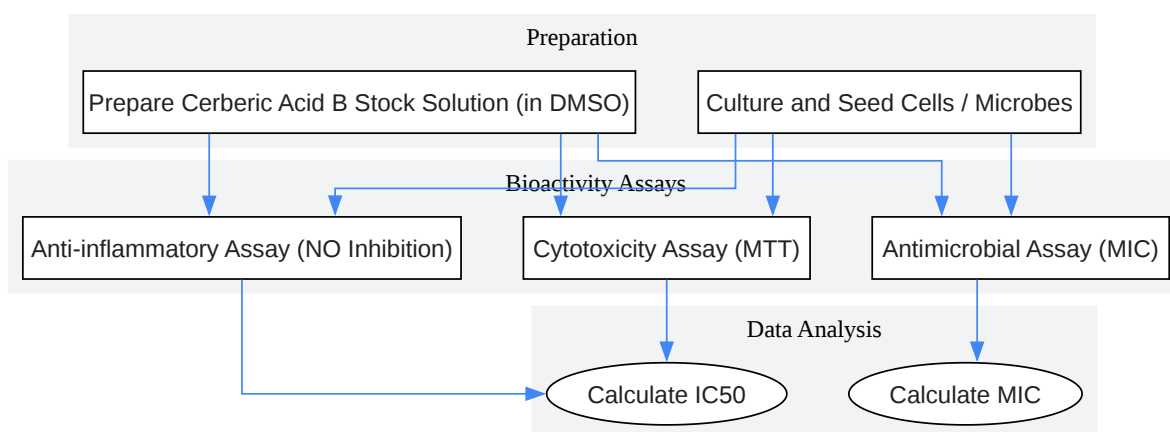 Preparation
Prepare Cerberic Acid B Stock Solution (in DMSO)
Culture and Seed Cells / Microbes
Bioactivity Assays
Anti-inflammatory Assay (NO Inhibition)
Cytotoxicity Assay (MTT)
Antimicrobial Assay (MIC)
Data Analysis
Calculate IC50
Calculate MIC